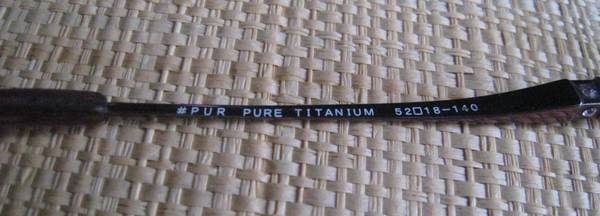 #PUR PURE TITANIUM 52□18-140